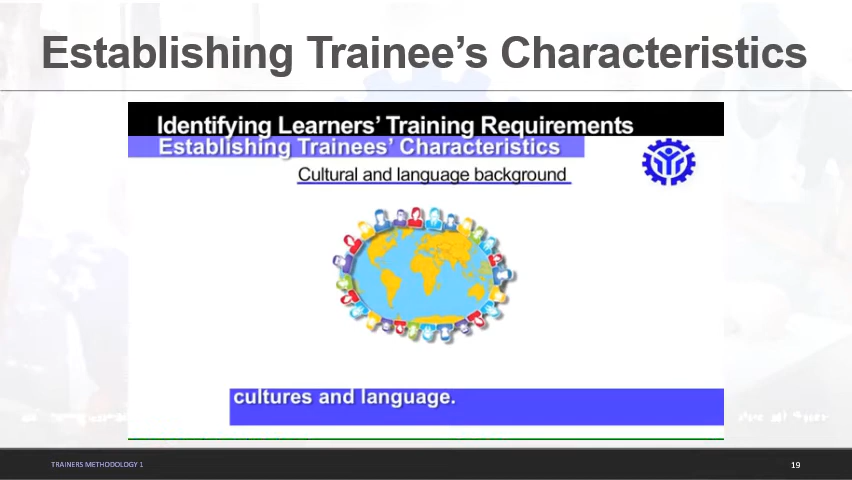 Establishing Trainee’s Characteristics
Identifying Learners’ Training Requirements
Establishing Trainees’ Characteristics
Cultural and language background
cultures and language.
TRAINERS METHODOLOGY 1
19